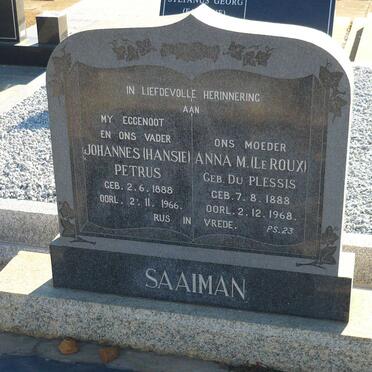 STEFANUS GEORG
IN LIEFDEVOLLE HERINNERING
AAN
MY EGGENOOT
EN ONS VADER
JOHANNES (HANSIE)
PETRUS
GEB. 2.6.1888
OORL. 2.11.1966.
ONS MOEDER
ANNA M. (LE ROUX)
GEB. DU PLESSIS
GEB. 7.8.1888
OORL. 2.12.1968.
RUS IN VREDE.
PS.23
SAAIMAN